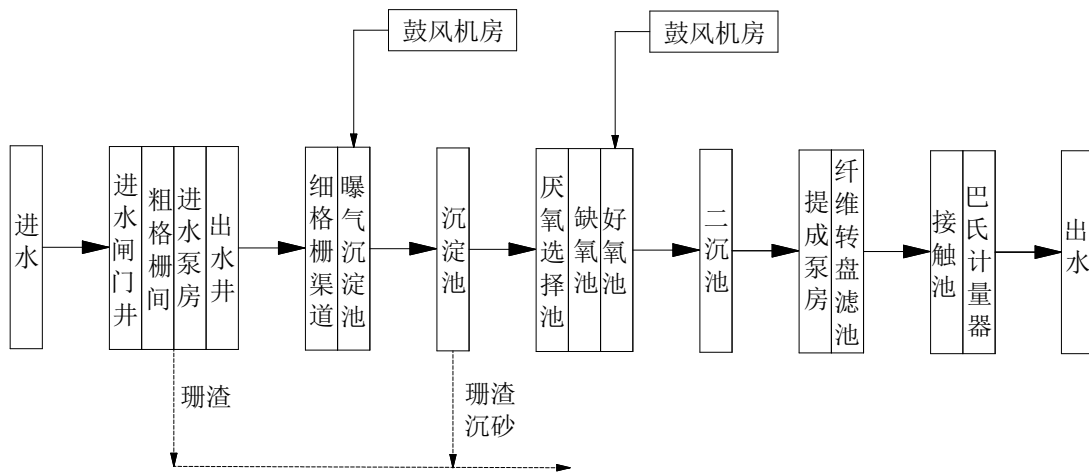 鼓风机房
鼓风机房
进水
进水闸门井
粗格栅间
进水泵房
出水井
细格栅渠道
曝气沉淀池
沉淀池
厌氧选择池
缺氧池
好氧池
二沉池
提成泵房
纤维转盘滤池
接触池
巴氏计量器
出水
珊渣
珊渣
沉砂